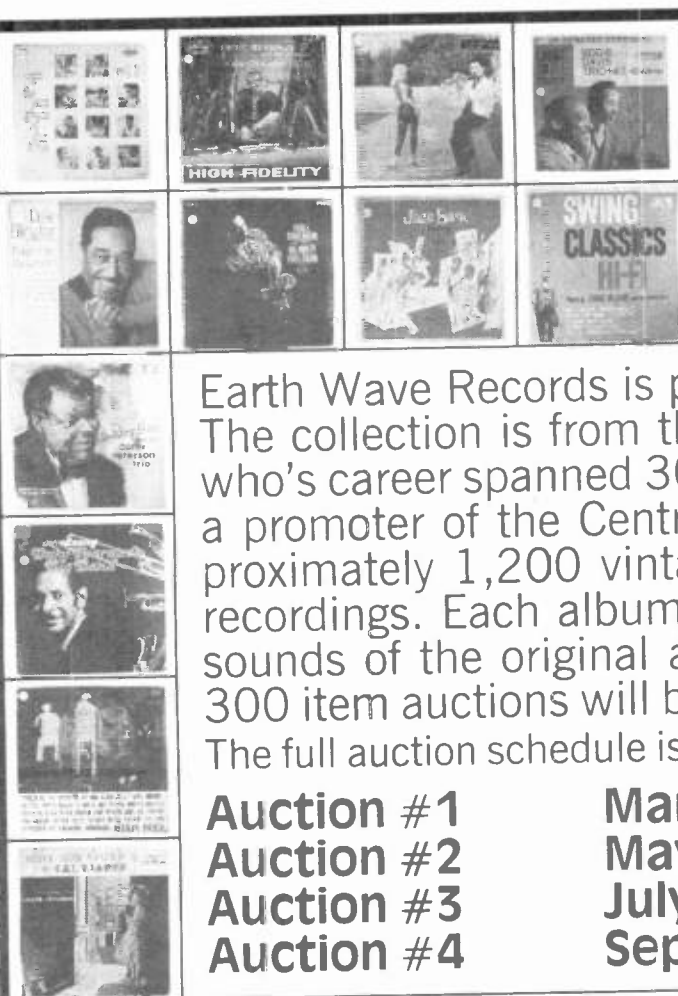 HIGH FIDELITY
Jazz
SWING
CLASSICS
HI-FI
trio
Earth Wave Records is p
The collection is from th
who's career spanned 30
a promoter of the Centr
proximately 1,200 vinta
recordings. Each album
sounds of the original a
300 item auctions will b
The full auction schedule is
Auction #1 Mar
Auction #2 May
Auction #3 July
Auction #4 Sep